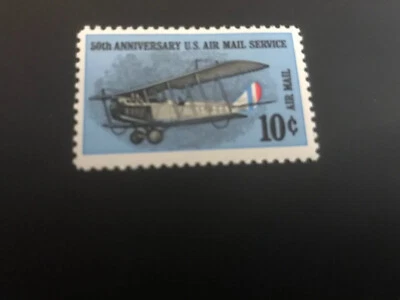 50th ANNIVERSARY U.S. AIR MAIL SERVICE
AIR MAIL
10¢